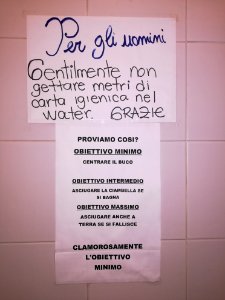 Per gli uomini
Gentilmente non
gettare metri di
carta igienica nel
water. GRAZIE
PROVIAMO COSI?
OBIETTIVO MINIMO
CENTRARE IL BUCO
OBIETTIVO INTERMEDIO
ASCIUGARE LA CIAMBELLA SE
SI BAGNA
OBIETTIVO MASSIMO
ASCIUGARE ANCHE A
TERRA SE SI FALLISCE
CLAMOROSAMENTE
L'OBIETTIVO
MINIMO